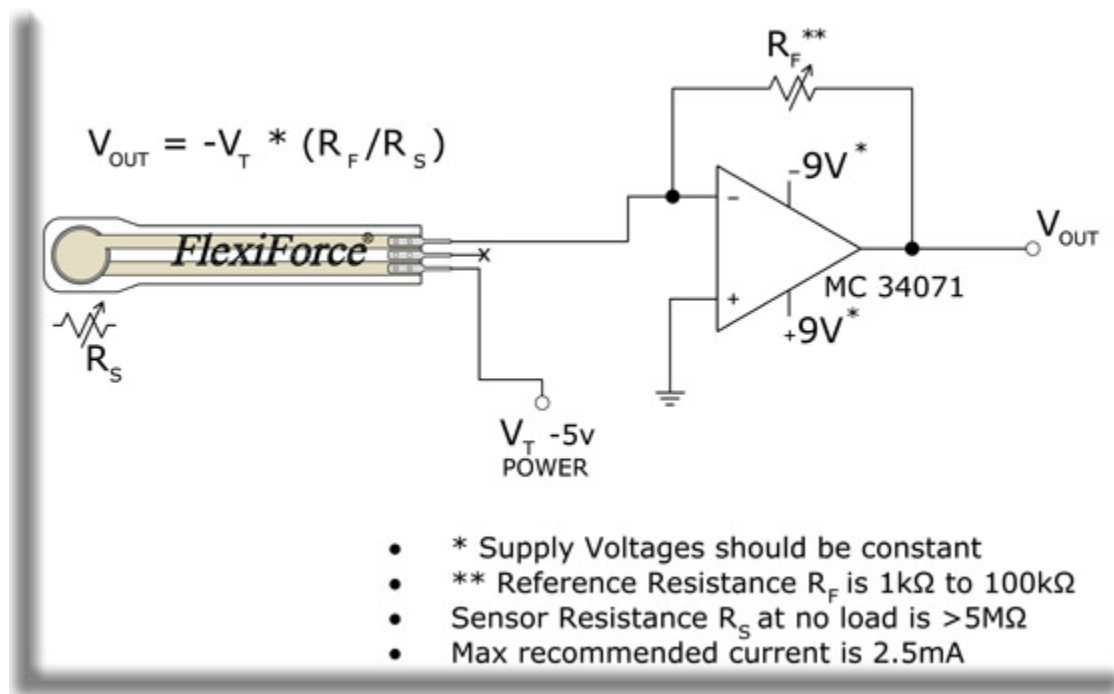 R_F**
V_OUT = -V_T * (R_F/R_S)
-9V*
FlexiForce®
−
V_OUT
x
MC 34071
+
+9V*
R_S
V_T -5v
POWER
• * Supply Voltages should be constant
• ** Reference Resistance R_F is 1kΩ to 100kΩ
• Sensor Resistance R_S at no load is >5MΩ
• Max recommended current is 2.5mA